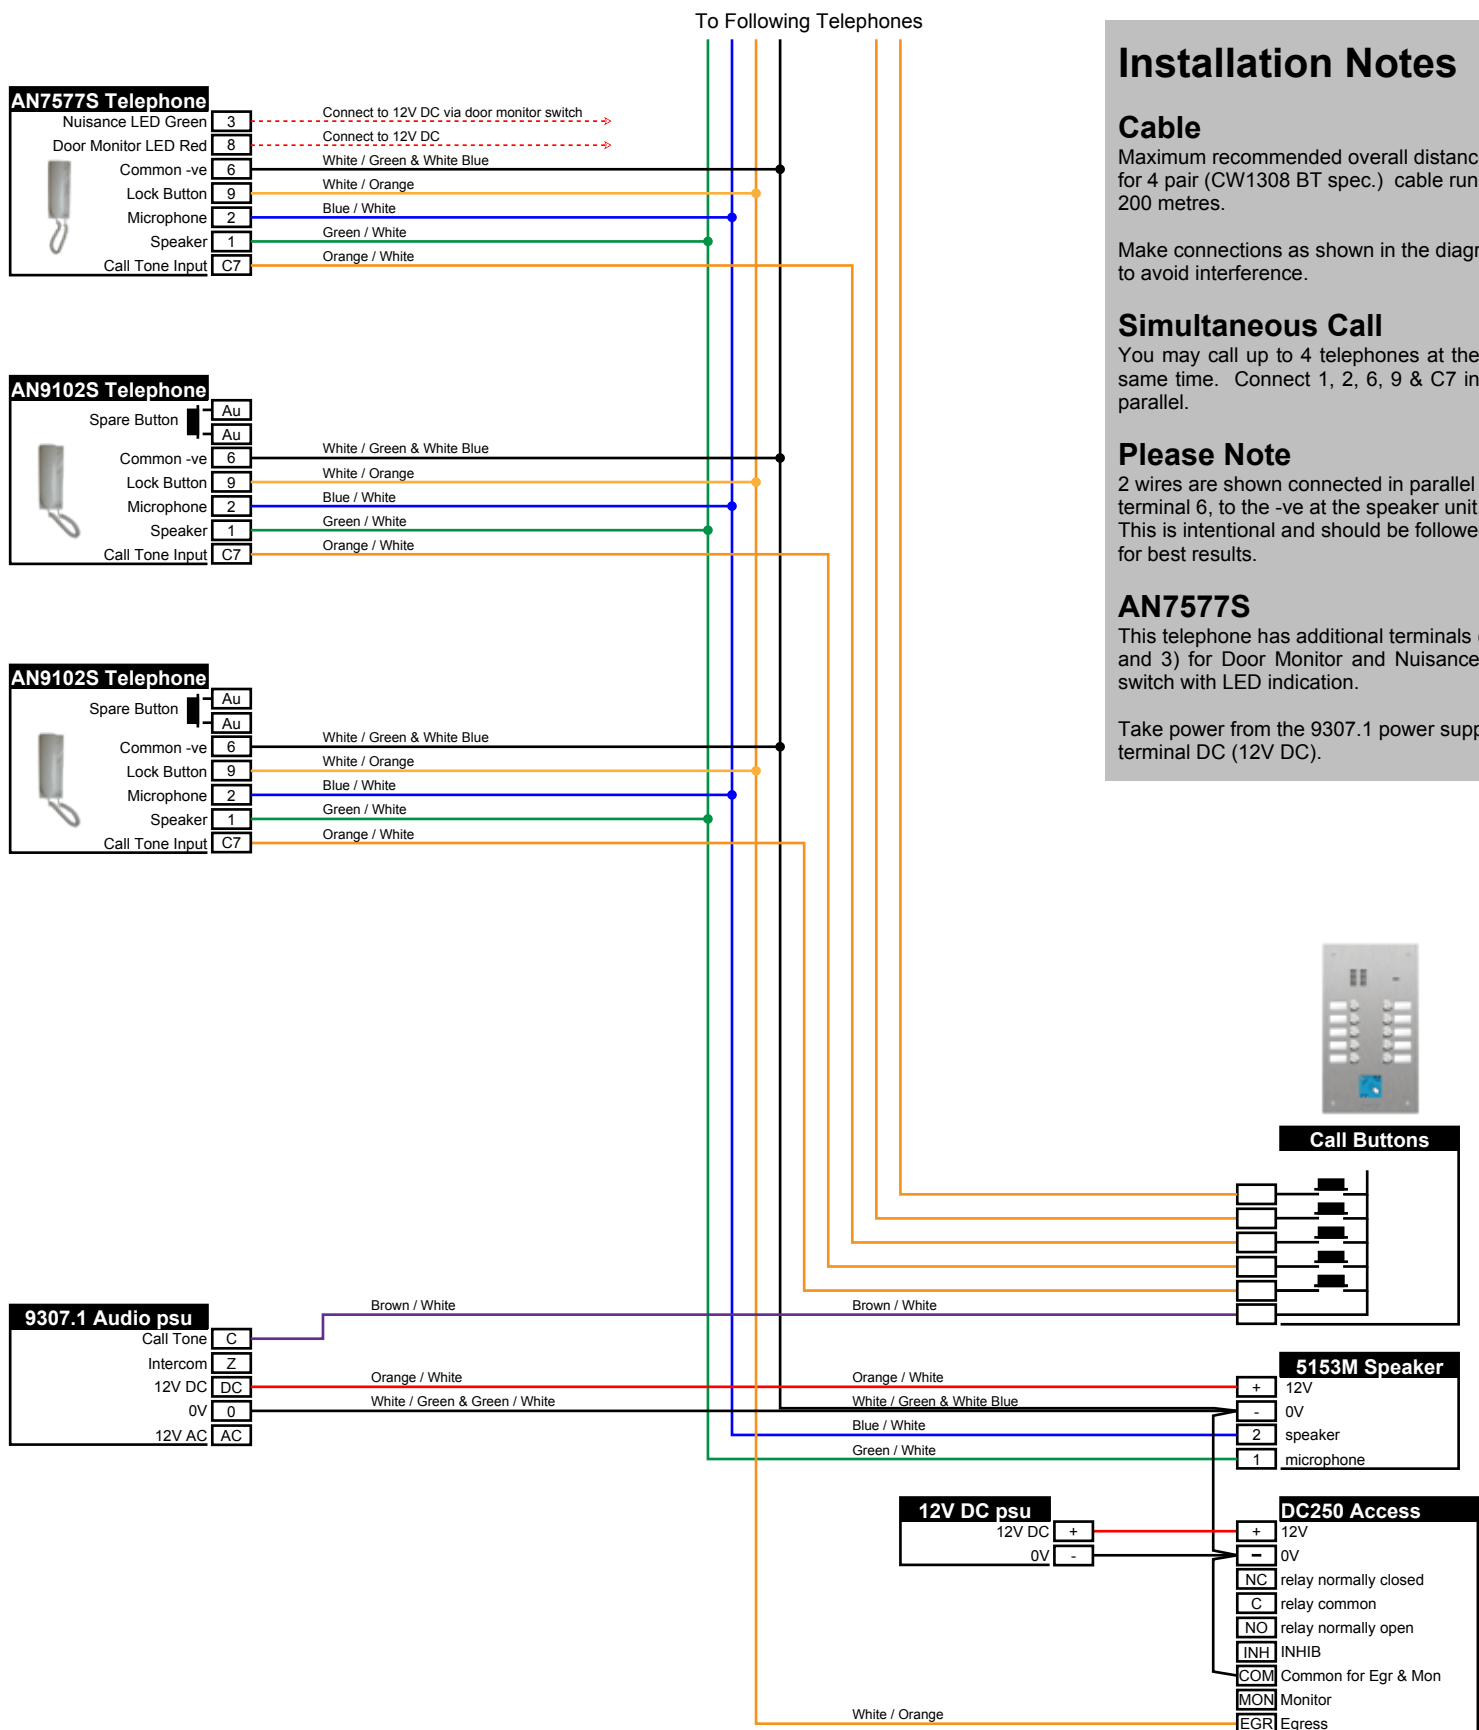 To Following Telephones
AN7577S Telephone
Nuisance LED Green 3 Connect to 12V DC via door monitor switch
Door Monitor LED Red 8 Connect to 12V DC
Common -ve 6 White / Green & White Blue
Lock Button 9 White / Orange
Microphone 2 Blue / White
Speaker 1 Green / White
Call Tone Input C7 Orange / White
AN9102S Telephone
Spare Button Au
Au
Common -ve 6 White / Green & White Blue
Lock Button 9 White / Orange
Microphone 2 Blue / White
Speaker 1 Green / White
Call Tone Input C7 Orange / White
AN9102S Telephone
Spare Button Au
Au
Common -ve 6 White / Green & White Blue
Lock Button 9 White / Orange
Microphone 2 Blue / White
Speaker 1 Green / White
Call Tone Input C7 Orange / White
Installation Notes
Cable
Maximum recommended overall distance
for 4 pair (CW1308 BT spec.) cable run
200 metres.
Make connections as shown in the diagr
to avoid interference.
Simultaneous Call
You may call up to 4 telephones at the
same time. Connect 1, 2, 6, 9 & C7 in
parallel.
Please Note
2 wires are shown connected in parallel
terminal 6, to the -ve at the speaker unit
This is intentional and should be followe
for best results.
AN7577S
This telephone has additional terminals
and 3) for Door Monitor and Nuisance
switch with LED indication.
Take power from the 9307.1 power supp
terminal DC (12V DC).
Call Buttons
9307.1 Audio psu
Call Tone C Brown / White Brown / White
Intercom Z
12V DC DC Orange / White Orange / White
0V 0 White / Green & Green / White White / Green & White Blue
12V AC AC
Blue / White
Green / White
5153M Speaker
+ 12V
- 0V
2 speaker
1 microphone
12V DC psu
12V DC +
0V -
DC250 Access
+ 12V
– 0V
NC relay normally closed
C relay common
NO relay normally open
INH INHIB
COM Common for Egr & Mon
MON Monitor
White / Orange EGR Egress